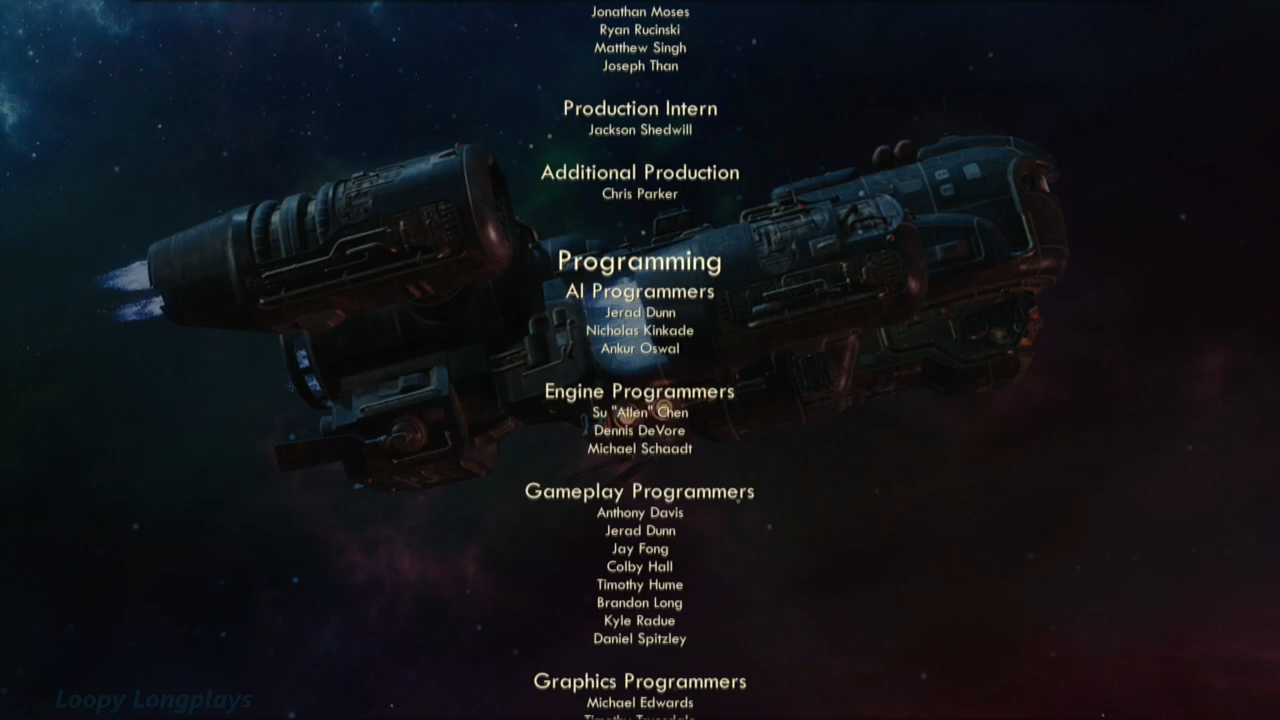 Jonathan Moses
Ryan Rucinski
Matthew Singh
Joseph Than
Production Intern
Jackson Shedwill
Additional Production
Chris Parker
Programming
AI Programmers
Jerad Dunn
Nicholas Kinkade
Ankur Oswal
Engine Programmers
Su "Allen" Chen
Dennis DeVore
Michael Schaadt
Gameplay Programmers
Anthony Davis
Jerad Dunn
Jay Fong
Colby Hall
Timothy Hume
Brandon Long
Kyle Radue
Daniel Spitzley
Graphics Programmers
Michael Edwards
Timothy
Loopy Longplays